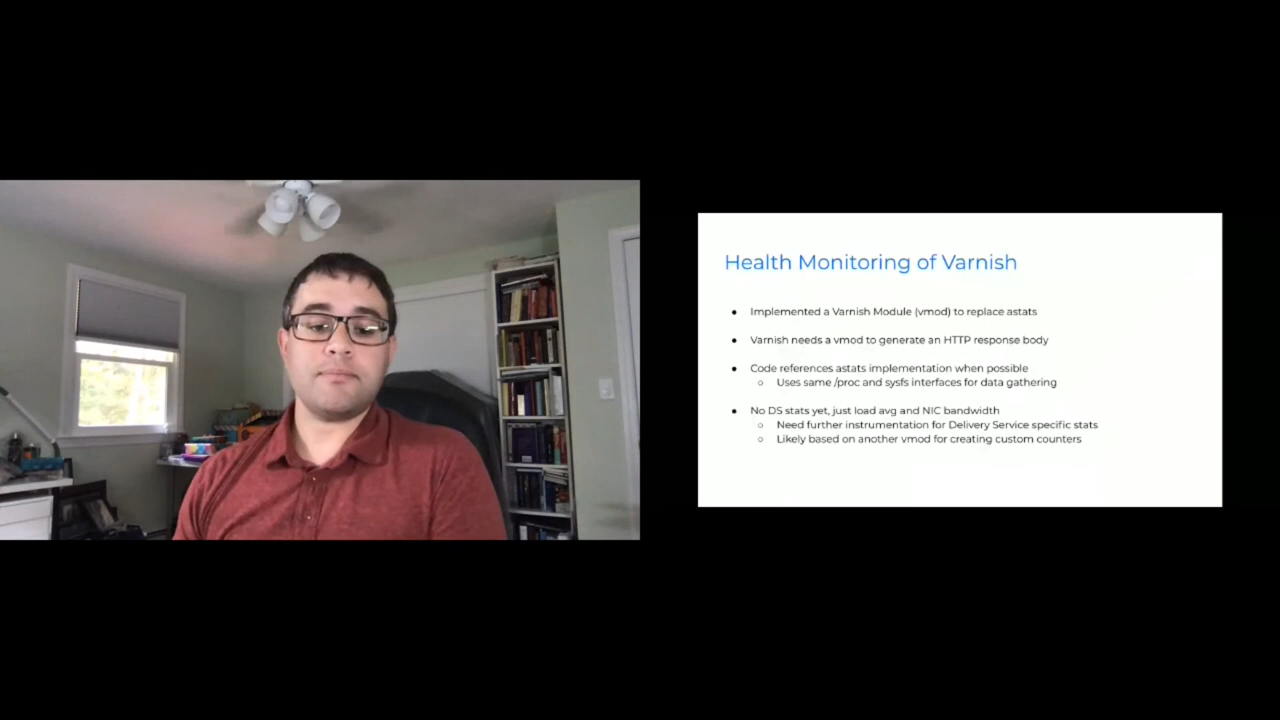 Health Monitoring of Varnish
● Implemented a Varnish Module (vmod) to replace astats
● Varnish needs a vmod to generate an HTTP response body
● Code references astats implementation when possible
○ Uses same /proc and sysfs interfaces for data gathering
● No DS stats yet, just load avg and NIC bandwidth
○ Need further instrumentation for Delivery Service specific stats
○ Likely based on another vmod for creating custom counters